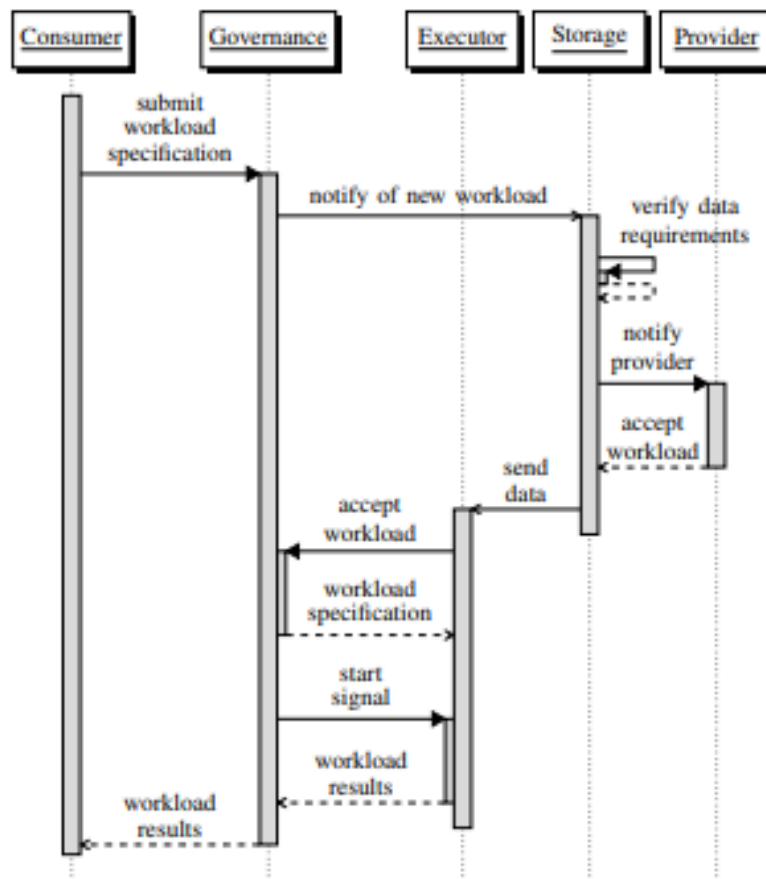 Consumer
Governance
Executor
Storage
Provider
submit
workload
specification
notify of new workload
verify data
requirements
notify
provider
accept
workload
send
data
accept
workload
workload
specification
start
signal
workload
results
workload
results